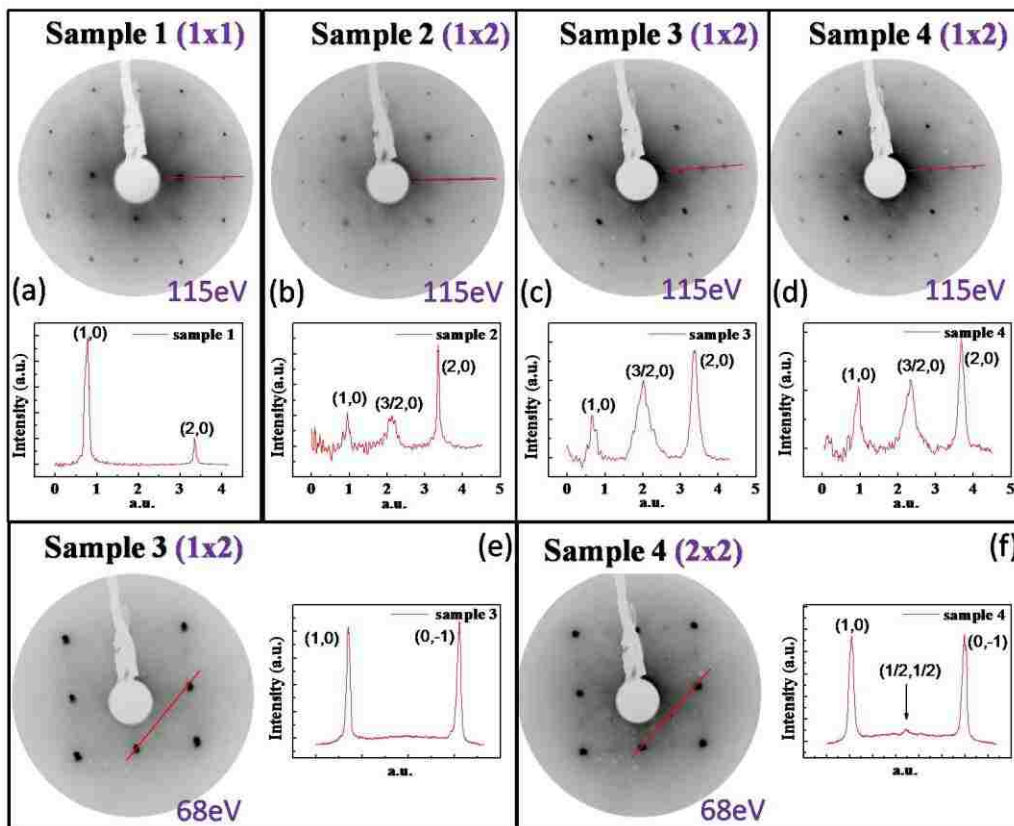 Sample 1 (1x1)
Sample 2 (1x2)
Sample 3 (1x2)
Sample 4 (1x2)
(a)
115eV
(b)
115eV
(c)
115eV
(d)
115eV
Intensity (a.u.)
(1,0)
sample 1
(2,0)
0 1 2 3 4
a.u.
Intensity(a.u.)
sample 2
(1,0)
(3/2,0)
(2,0)
0 1 2 3 4 5
a.u.
Intensity (a.u.)
sample 3
(1,0)
(3/2,0)
(2,0)
0 1 2 3 4 5
a.u.
Intensity (a.u.)
sample 4
(1,0)
(3/2,0)
(2,0)
0 1 2 3 4 5
a.u.
Sample 3 (1x2)
(e)
68eV
Intensity (a.u.)
sample 3
(1,0)
(0,-1)
a.u.
Sample 4 (2x2)
(f)
68eV
Intensity (a.u.)
sample 4
(1,0)
(1/2,1/2)
(0,-1)
a.u.